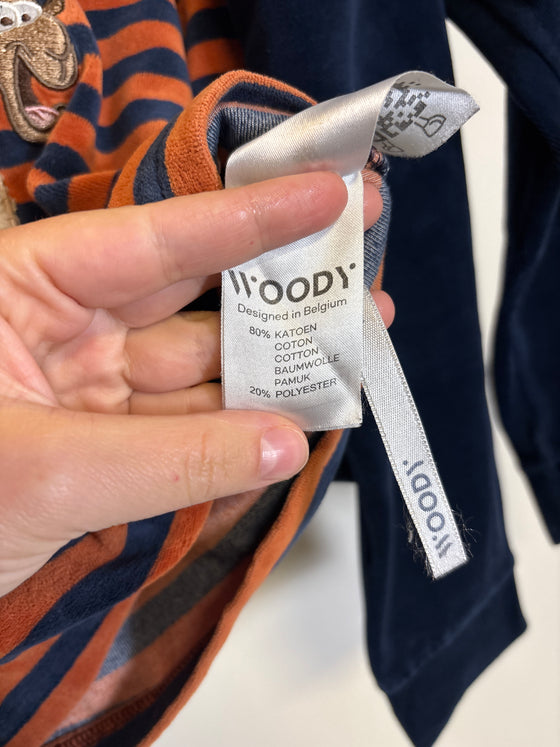 WOODY
Designed in Belgium
80% KATOEN
COTON
COTTON
BAUMWOLLE
PAMUK
20% POLYESTER
WOODY